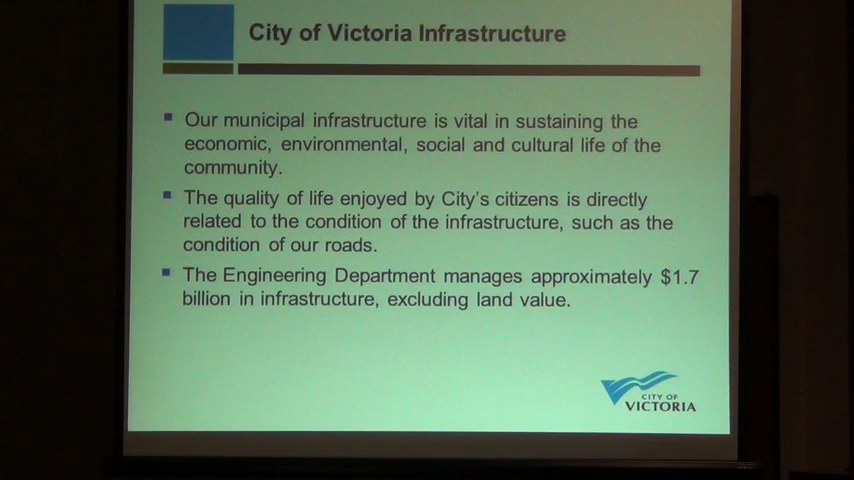 City of Victoria Infrastructure
Our municipal infrastructure is vital in sustaining the
economic, environmental, social and cultural life of the
community.
The quality of life enjoyed by City's citizens is directly
related to the condition of the infrastructure, such as the
condition of our roads.
The Engineering Department manages approximately $1.7
billion in infrastructure, excluding land value.
CITY OF
VICTORIA